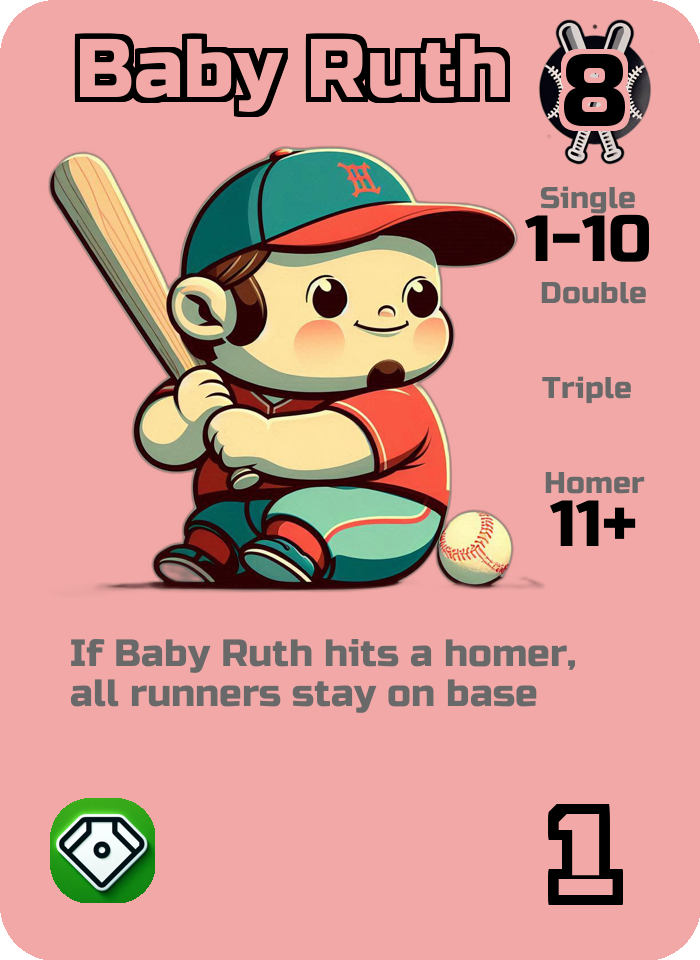 Baby Ruth
8
Single
1-10
Double
Triple
Homer
11+
If Baby Ruth hits a homer,
all runners stay on base
1